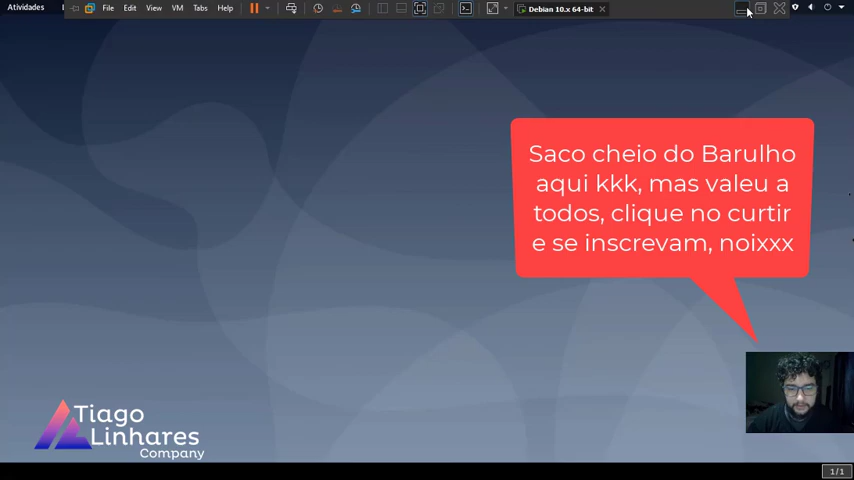 Atividades
File Edit View VM Tabs Help
Debian 10.x 64-bit
Saco cheio do Barulho
aqui kkk, mas valeu a
todos, clique no curtir
e se inscrevam, noixxx
Tiago
Linhares
Company
1/1